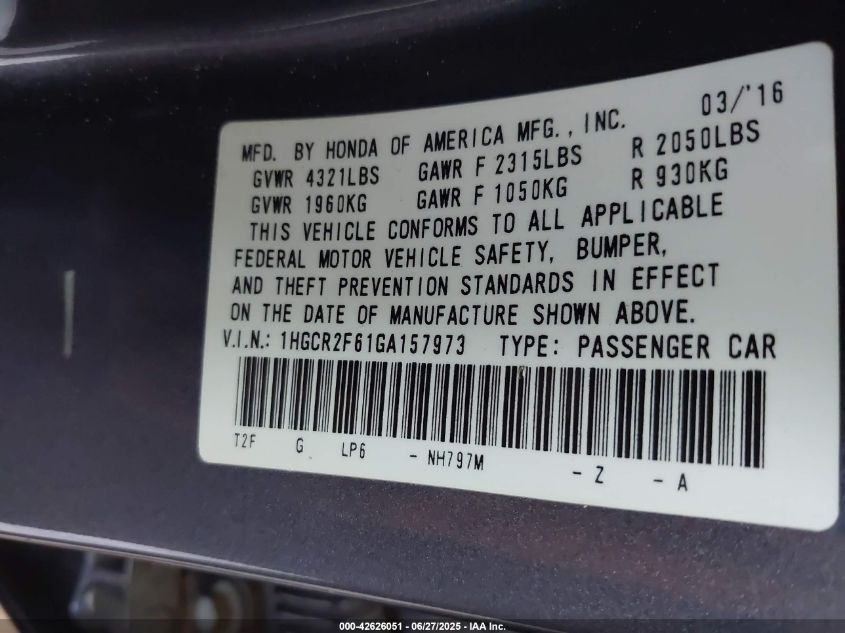 03/'16
MFD. BY HONDA OF AMERICA MFG., INC.
GVWR 4321LBS GAWR F 2315LBS R 2050LBS
GVWR 1960KG GAWR F 1050KG R 930KG
THIS VEHICLE CONFORMS TO ALL APPLICABLE
FEDERAL MOTOR VEHICLE SAFETY, BUMPER,
AND THEFT PREVENTION STANDARDS IN EFFECT
ON THE DATE OF MANUFACTURE SHOWN ABOVE.
V.I.N.: 1HGCR2F61GA157973 TYPE: PASSENGER CAR
T2F G LP6 - NH797M - Z - A
000-42626051 - 06/27/2025 - IAA Inc.